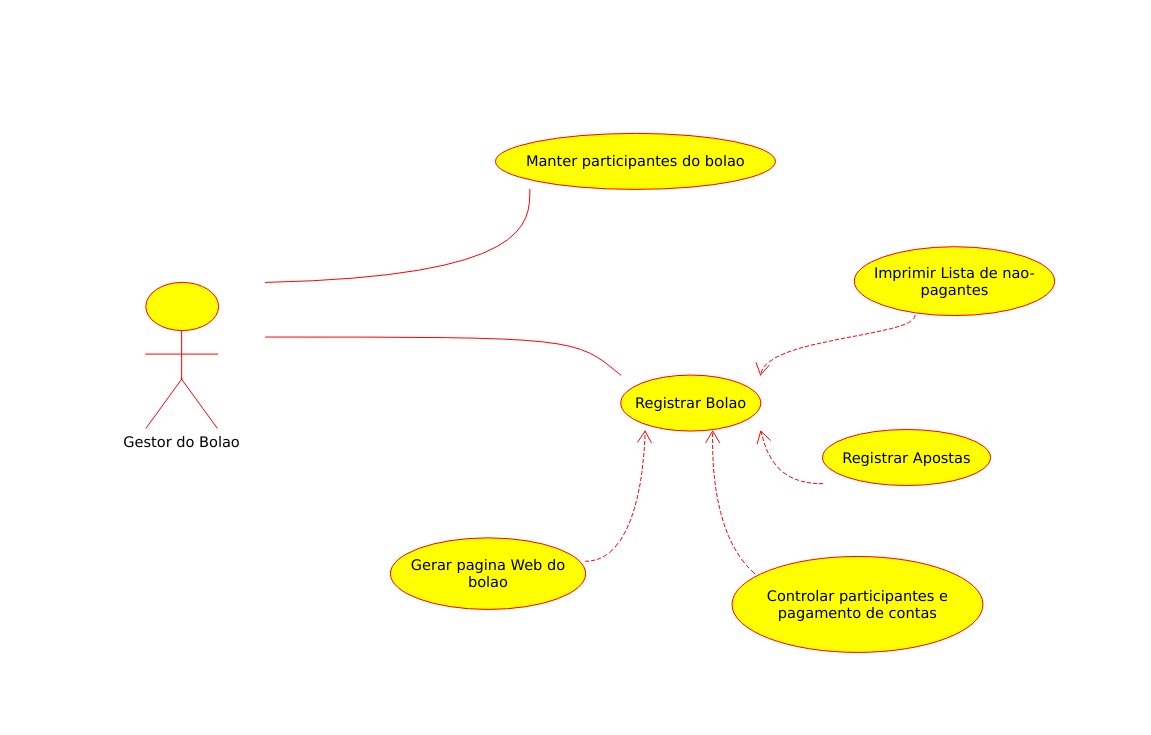 Manter participantes do bolao
Imprimir Lista de nao-
pagantes
Registrar Bolao
Gestor do Bolao
Registrar Apostas
Gerar pagina Web do
bolao
Controlar participantes e
pagamento de contas